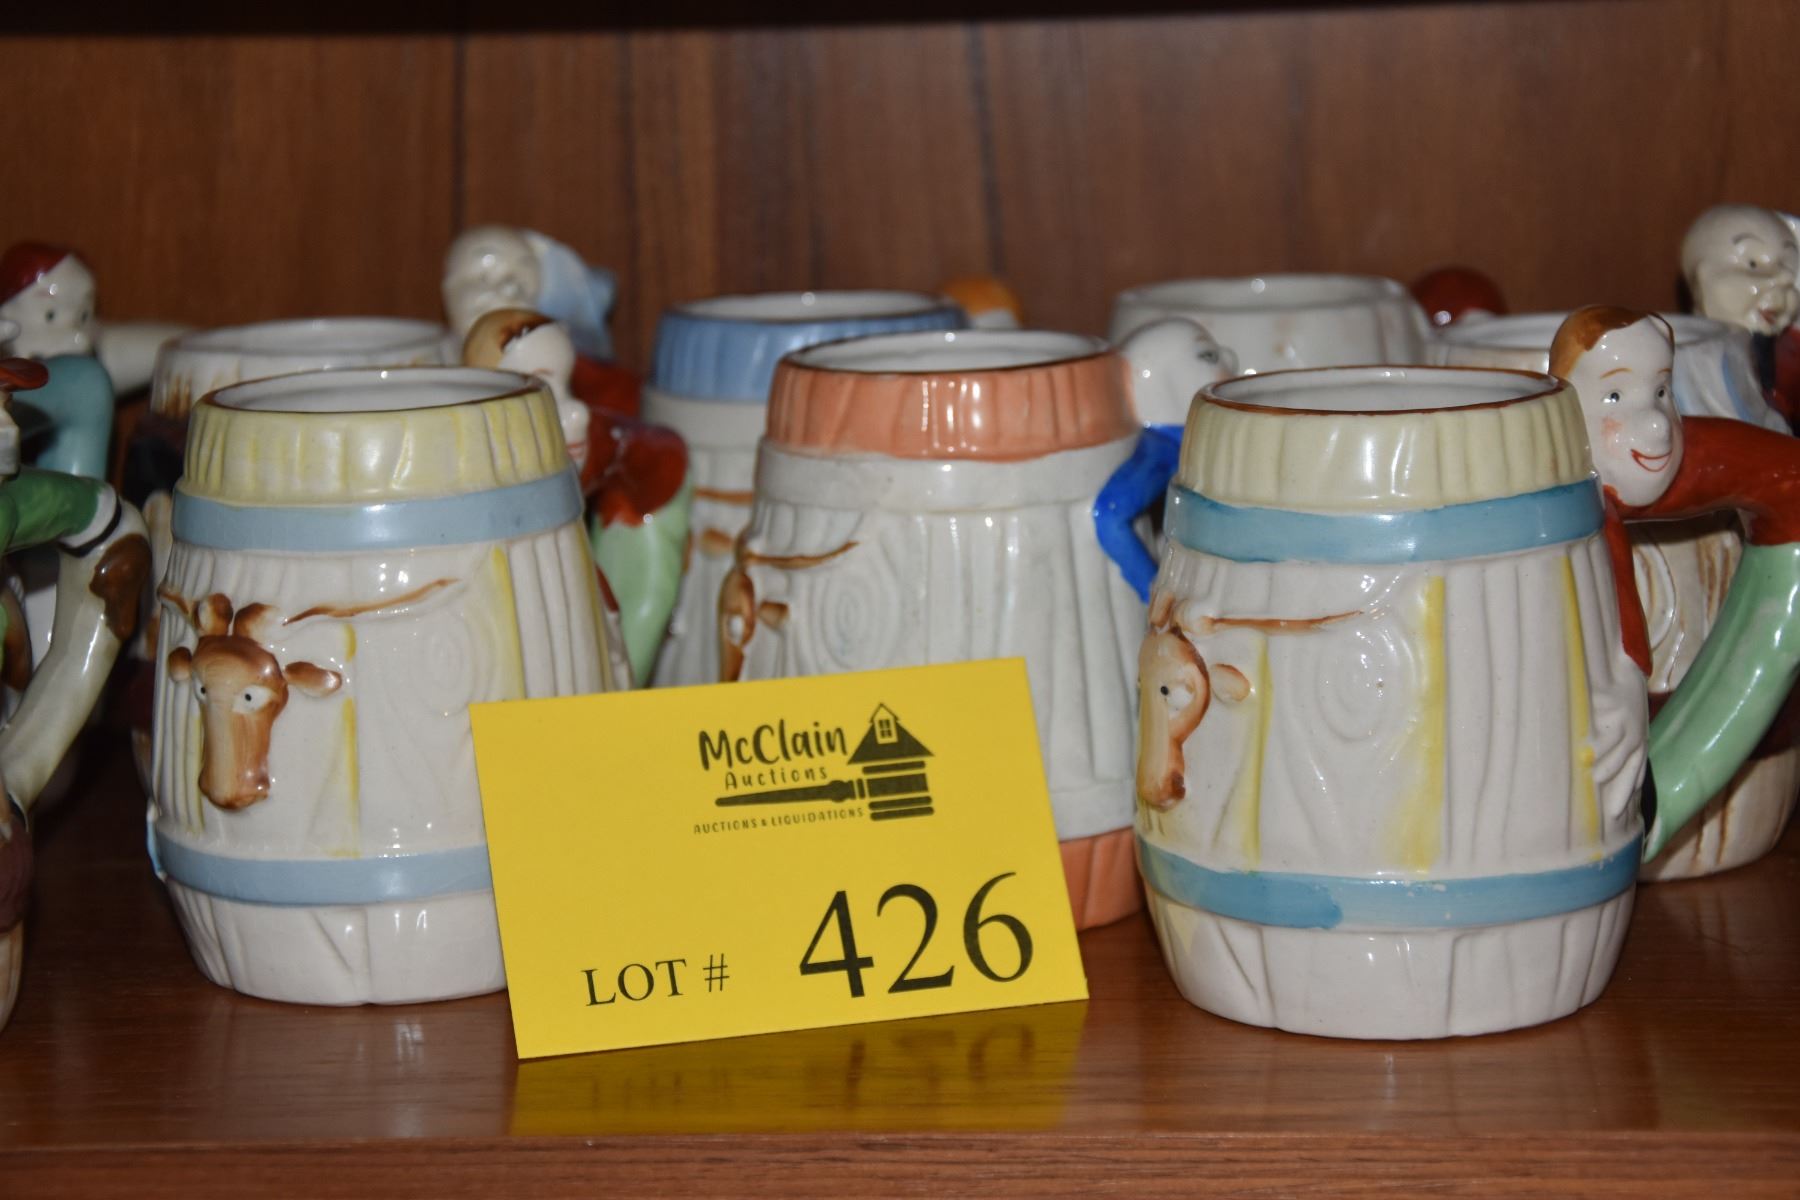 McClain
Auctions
AUCTIONS & LIQUIDATIONS
LOT # 426